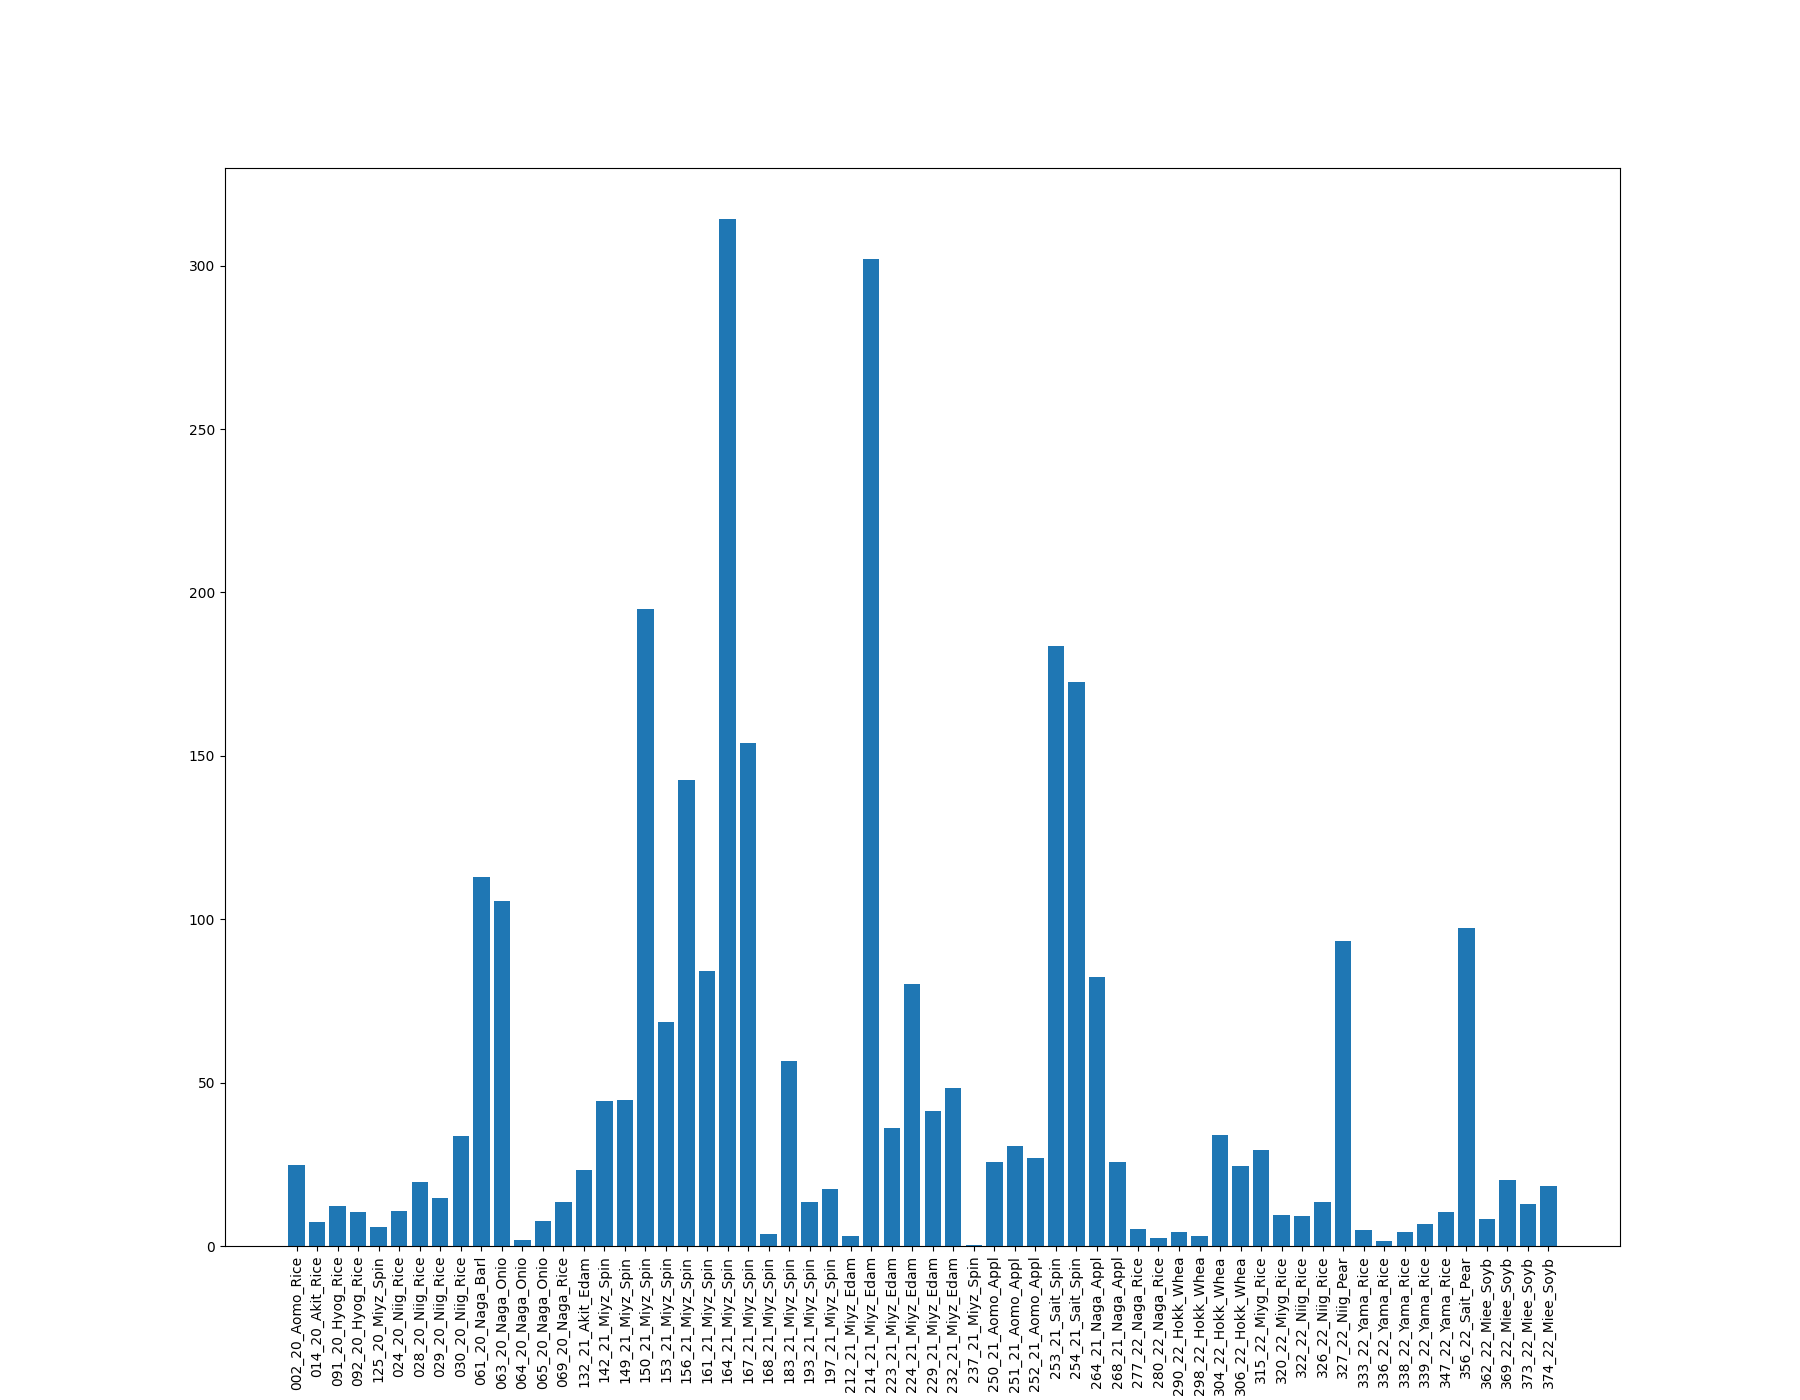 300
250
200
150
100
50
0
002_20_Aomo_Rice
014_20_Akit_Rice
091_20_Hyog_Rice
092_20_Hyog_Rice
125_20_Miyz_Spin
024_20_Niig_Rice
028_20_Niig_Rice
029_20_Niig_Rice
030_20_Niig_Rice
061_20_Naga_Barl
063_20_Naga_Onio
064_20_Naga_Onio
065_20_Naga_Onio
069_20_Naga_Rice
132_21_Akit_Edam
142_21_Miyz_Spin
149_21_Miyz_Spin
150_21_Miyz_Spin
153_21_Miyz_Spin
156_21_Miyz_Spin
161_21_Miyz_Spin
164_21_Miyz_Spin
167_21_Miyz_Spin
168_21_Miyz_Spin
183_21_Miyz_Spin
193_21_Miyz_Spin
197_21_Miyz_Spin
212_21_Miyz_Edam
214_21_Miyz_Edam
223_21_Miyz_Edam
224_21_Miyz_Edam
229_21_Miyz_Edam
232_21_Miyz_Edam
237_21_Miyz_Spin
250_21_Aomo_Appl
251_21_Aomo_Appl
252_21_Aomo_Appl
253_21_Sait_Spin
254_21_Sait_Spin
264_21_Naga_Appl
268_21_Naga_Appl
277_22_Naga_Rice
280_22_Naga_Rice
290_22_Hokk_Whea
298_22_Hokk_Whea
304_22_Hokk_Whea
306_22_Hokk_Whea
315_22_Miyg_Rice
320_22_Miyg_Rice
322_22_Niig_Rice
326_22_Niig_Rice
327_22_Niig_Pear
333_22_Yama_Rice
336_22_Yama_Rice
338_22_Yama_Rice
339_22_Yama_Rice
347_22_Yama_Rice
356_22_Sait_Pear
362_22_Miee_Soyb
369_22_Miee_Soyb
373_22_Miee_Soyb
374_22_Miee_Soyb